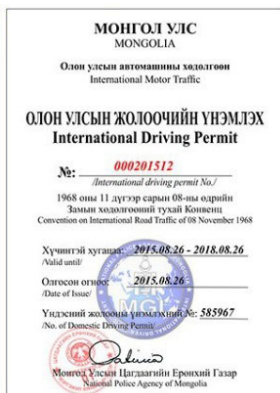 МОНГОЛ УЛС
MONGOLIA
Олон улсын автомашины хөдөлгөөн
International Motor Traffic
ОЛОН УЛСЫН ЖОЛООЧИЙН ҮНЭМЛЭХ
International Driving Permit
№: 000201512
/International driving permit No./
1968 оны 11 дүгээр сарын 08-ны өдрийн
Замын хөдөлгөөний тухай Конвенц
Convention on International Road Traffic of 08 November 1968
Хүчинтэй хугацаа: 2015.08.26 - 2018.08.26
/Valid until/
Олгосон огноо: 2015.08.26
/Date of Issue/
MGL
Үндэсний жолооны үнэмлэхний №: 585967
/No. of Domestic Driving Permit/
Монгол Улсын Цагдаагийн Ерөнхий Газар
National Police Agency of Mongolia